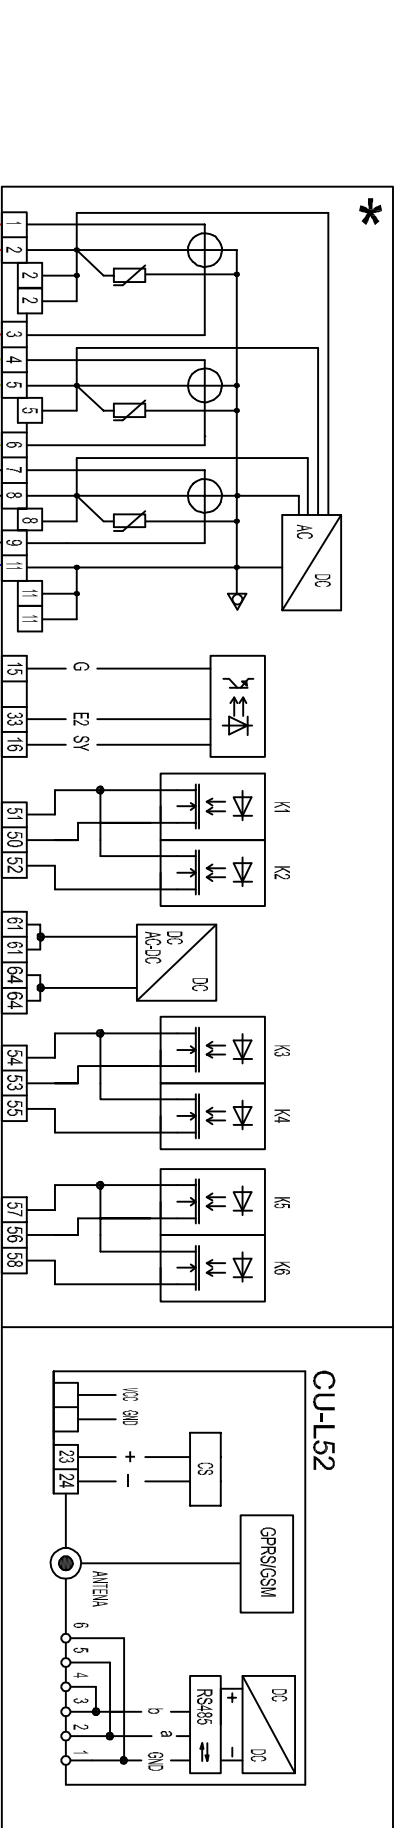 *
1
2
2
2
3
4
5
5
6
7
8
8
9
11
11
11
AC
DC
15
33
16
G
E2
SY
51
50
52
K1
K2
61
61
64
64
DC
AC-DC
DC
54
53
55
K3
K4
57
56
58
K5
K6
CU-L52
VCC
GND
23
24
+
−
CS
GPRS/GSM
ANTENA
6
5
4
3
2
1
b
a
GND
RS485
+
−
DC
DC